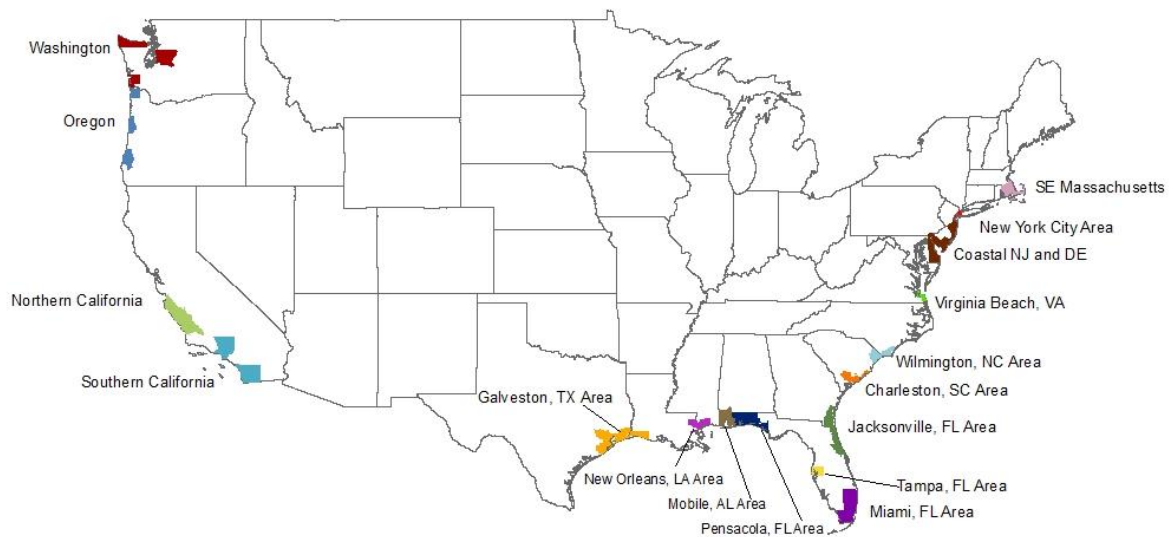 Washington
Oregon
SE Massachusetts
New York City Area
Coastal NJ and DE
Northern California
Virginia Beach, VA
Wilmington, NC Area
Southern California
Charleston, SC Area
Galveston, TX Area
Jacksonville, FL Area
New Orleans, LA Area
Tampa, FL Area
Mobile, AL Area
Miami, FL Area
Pensacola, FL Area